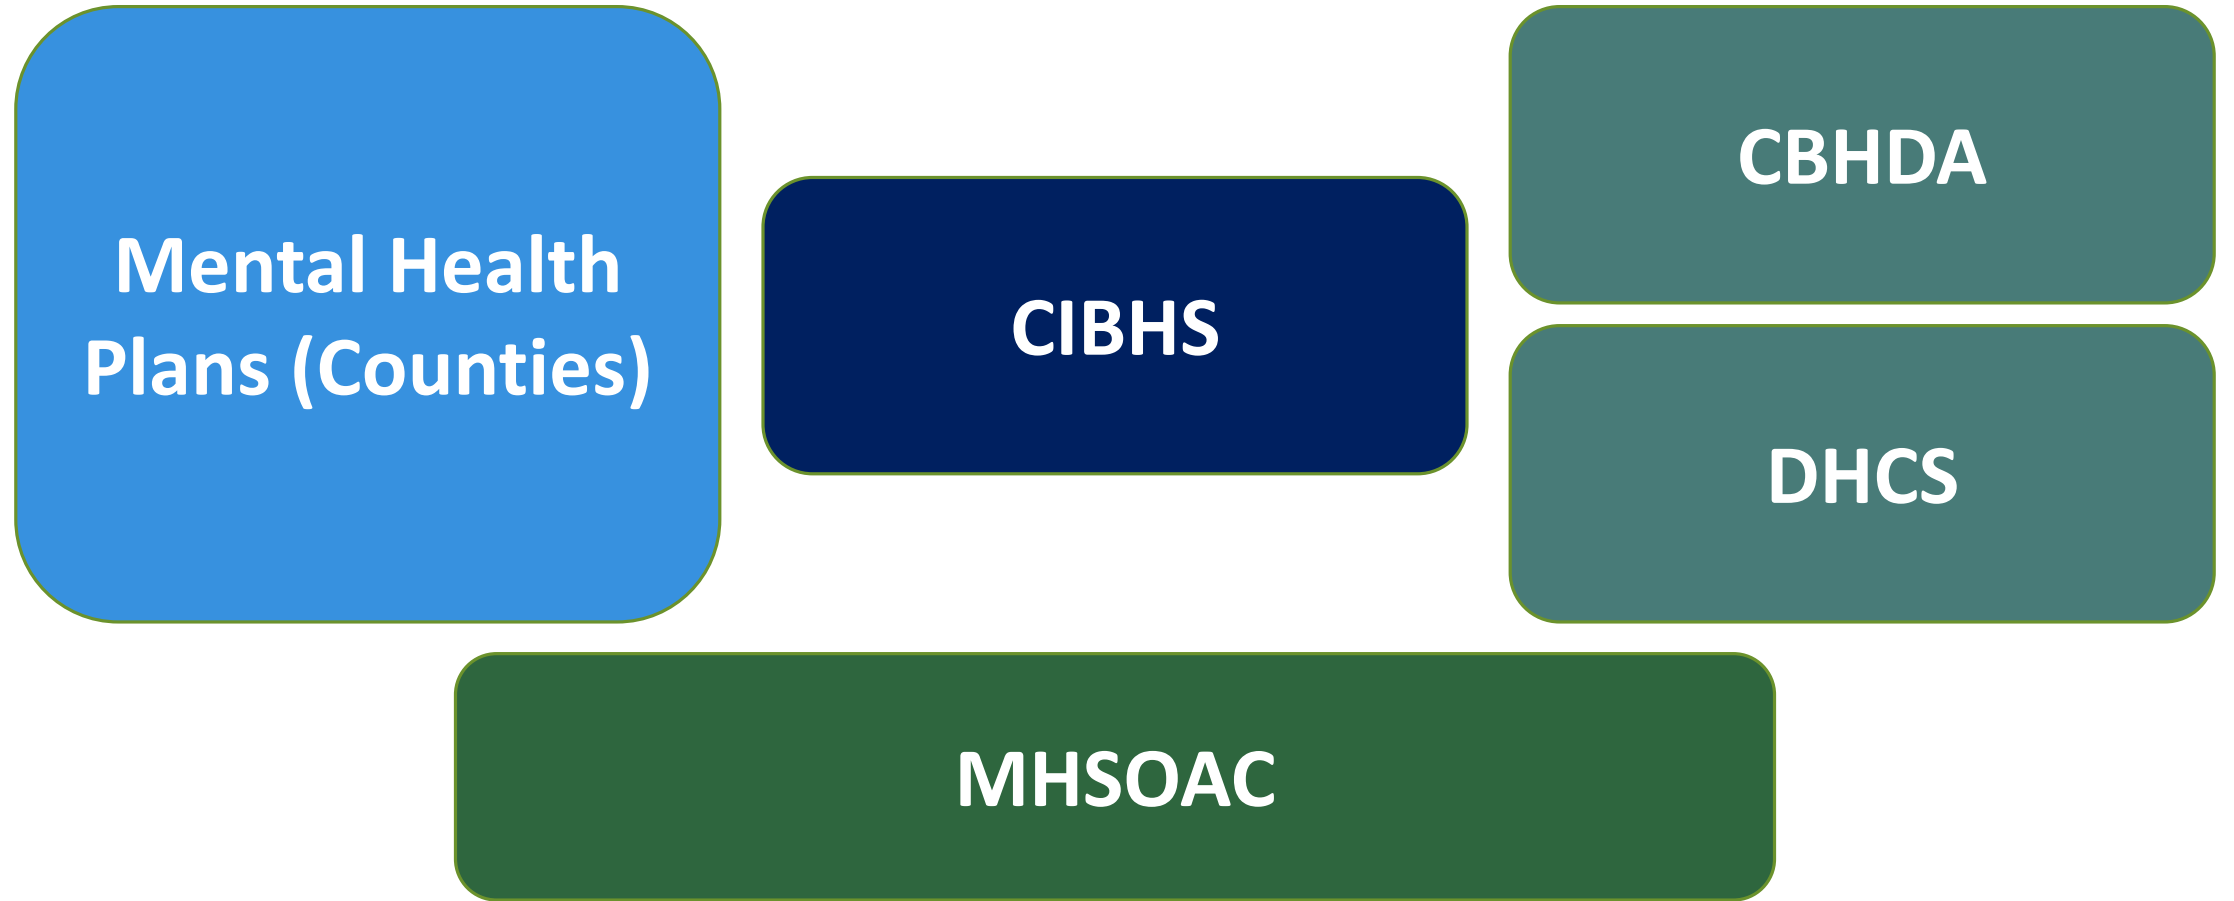 Mental Health
Plans (Counties)
CIBHS
CBHDA
DHCS
MHSOAC